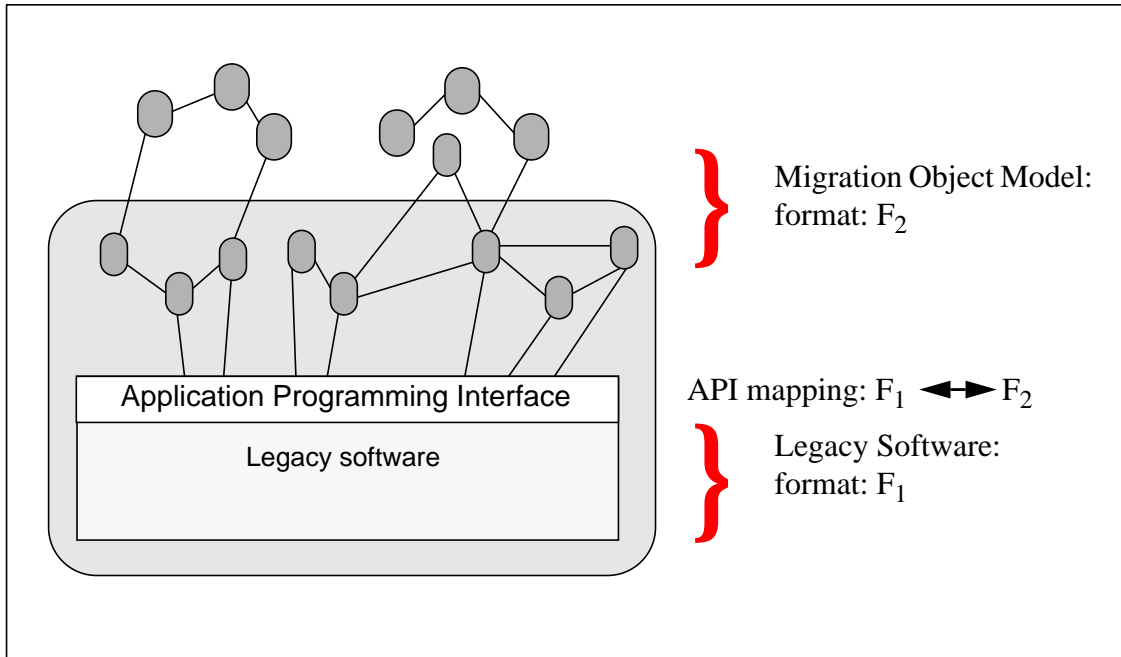 Migration Object Model:
format: F2
Application Programming Interface
API mapping: F1 F2
Legacy software
Legacy Software:
format: F1